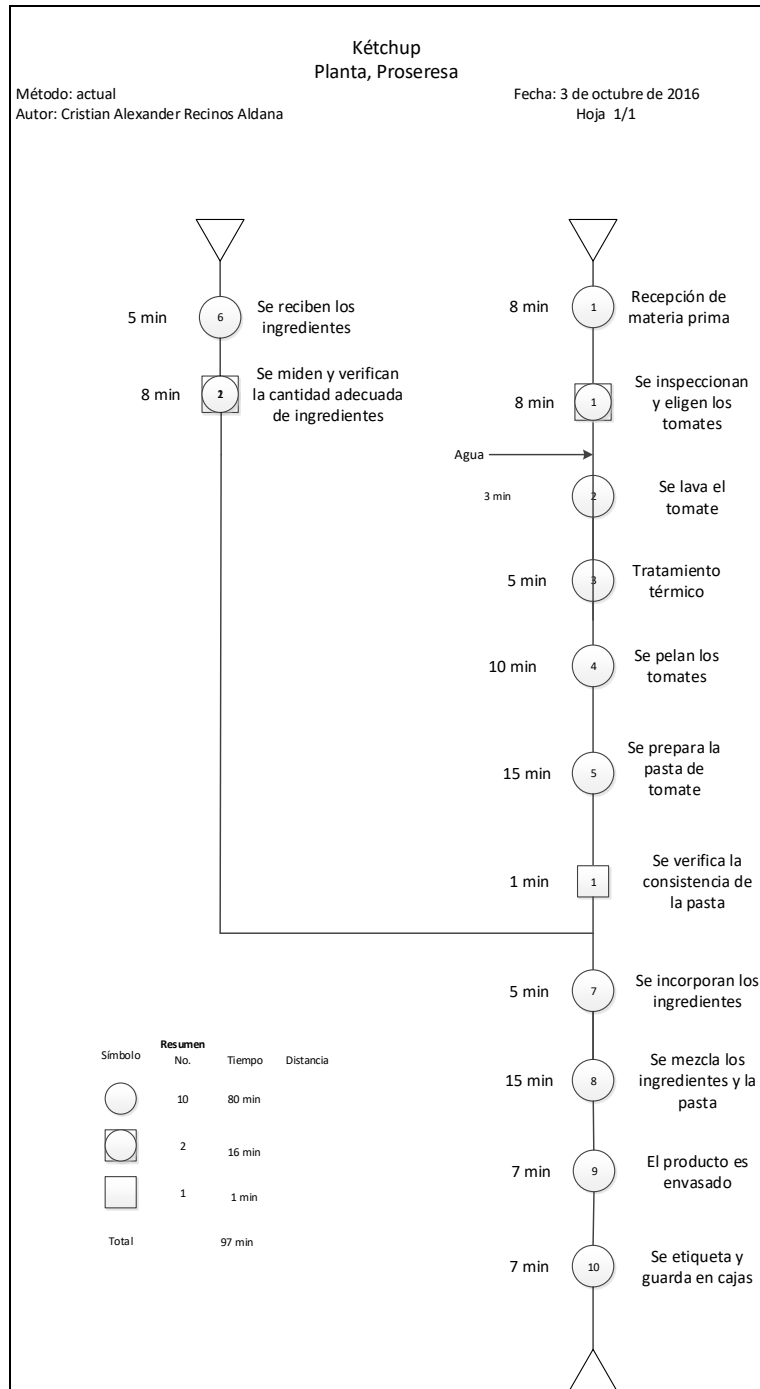 Kétchup
Planta, Proseresa
Método: actual
Autor: Cristian Alexander Recinos Aldana
Fecha: 3 de octubre de 2016
Hoja 1/1
5 min
6
Se reciben los
ingredientes
8 min
Se miden y verifican
la cantidad adecuada
de ingredientes
8 min
1
Recepción de
materia prima
8 min
1
Se inspeccionan
y eligen los
tomates
Agua
3 min
2
Se lava el
tomate
5 min
3
Tratamiento
térmico
10 min
4
Se pelan los
tomates
15 min
5
Se prepara la
pasta de
tomate
1 min
1
Se verifica la
consistencia de
la pasta
5 min
7
Se incorporan los
ingredientes
15 min
8
Se mezcla los
ingredientes y la
pasta
7 min
9
El producto es
envasado
7 min
10
Se etiqueta y
guarda en cajas
Resumen
Símbolo No. Tiempo Distancia
10 80 min
2 16 min
1 1 min
Total 97 min